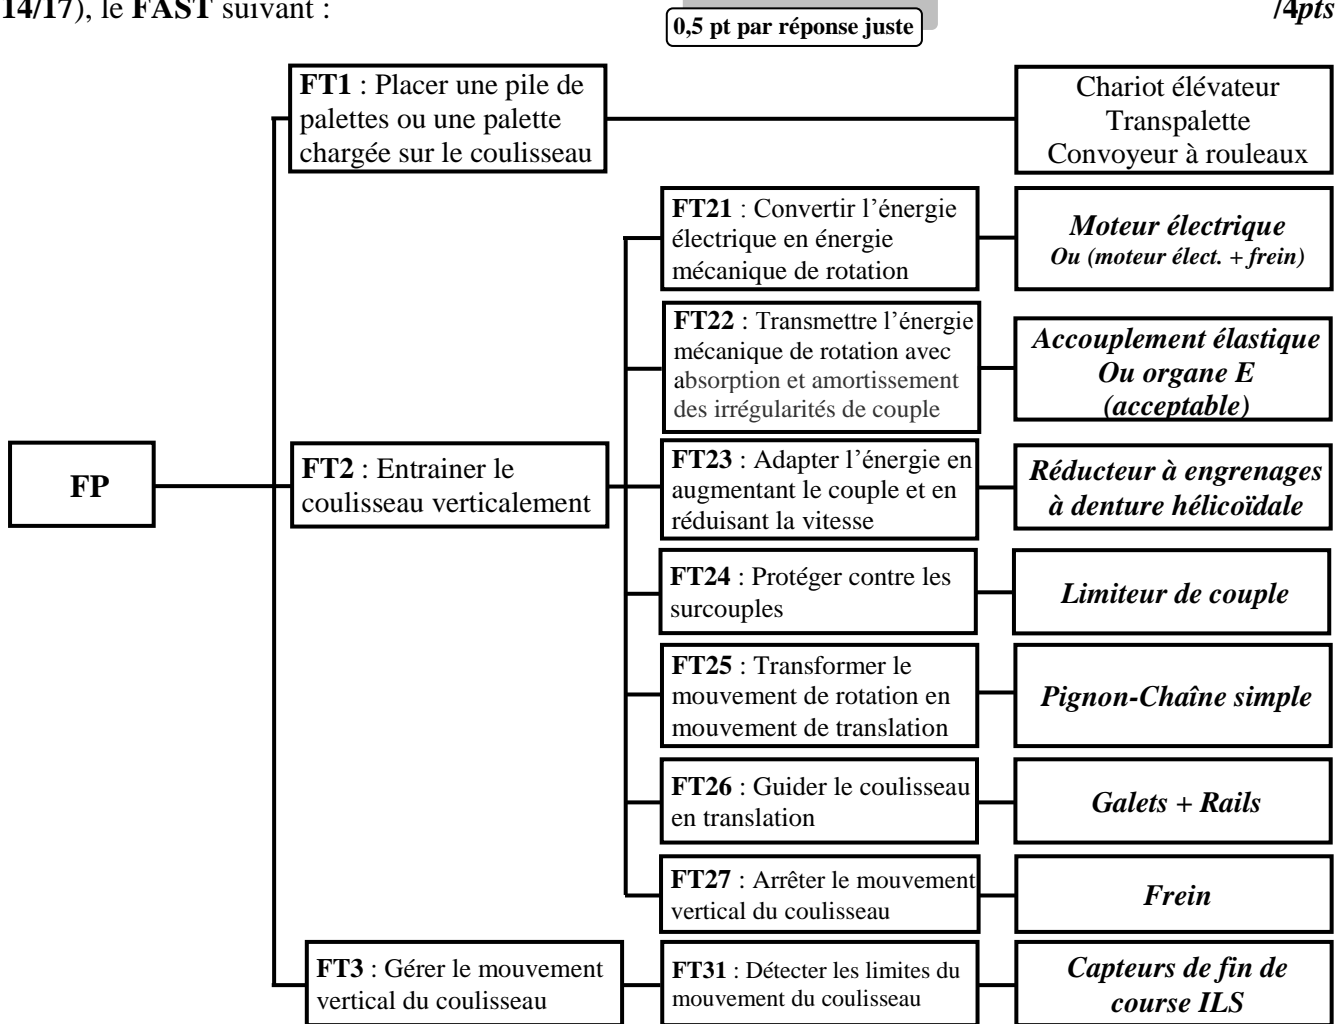 14/17), le FAST suivant :
/4pts
0,5 pt par réponse juste
FT1 : Placer une pile de
palettes ou une palette
chargée sur le coulisseau
Chariot élévateur
Transpalette
Convoyeur à rouleaux
FT21 : Convertir l’énergie
électrique en énergie
mécanique de rotation
Moteur électrique
Ou (moteur élect. + frein)
FT22 : Transmettre l’énergie
mécanique de rotation avec
absorption et amortissement
des irrégularités de couple
Accouplement élastique
Ou organe E
(acceptable)
FP
FT2 : Entrainer le
coulisseau verticalement
FT23 : Adapter l’énergie en
augmentant le couple et en
réduisant la vitesse
Réducteur à engrenages
à denture hélicoïdale
FT24 : Protéger contre les
surcouples
Limiteur de couple
FT25 : Transformer le
mouvement de rotation en
mouvement de translation
Pignon-Chaîne simple
FT26 : Guider le coulisseau
en translation
Galets + Rails
FT27 : Arrêter le mouvement
vertical du coulisseau
Frein
FT3 : Gérer le mouvement
vertical du coulisseau
FT31 : Détecter les limites du
mouvement du coulisseau
Capteurs de fin de
course ILS